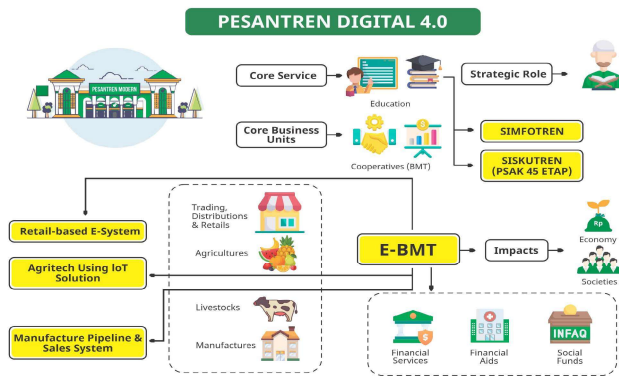 PESANTREN DIGITAL 4.0
PESANTREN MODERN
Core Service
Education
Strategic Role
Core Business
Units
Cooperatives (BMT)
SIMFOTREN
SISKUTREN
(PSAK 45 ETAP)
Retail-based E-System
Agritech Using IoT
Solution
Manufacture Pipeline &
Sales System
Trading,
Distributions
& Retails
Agricultures
Livestocks
Manufactures
E-BMT
Impacts
Rp
Economy
Societies
Financial
Services
Financial
Aids
INFAQ
Social
Funds